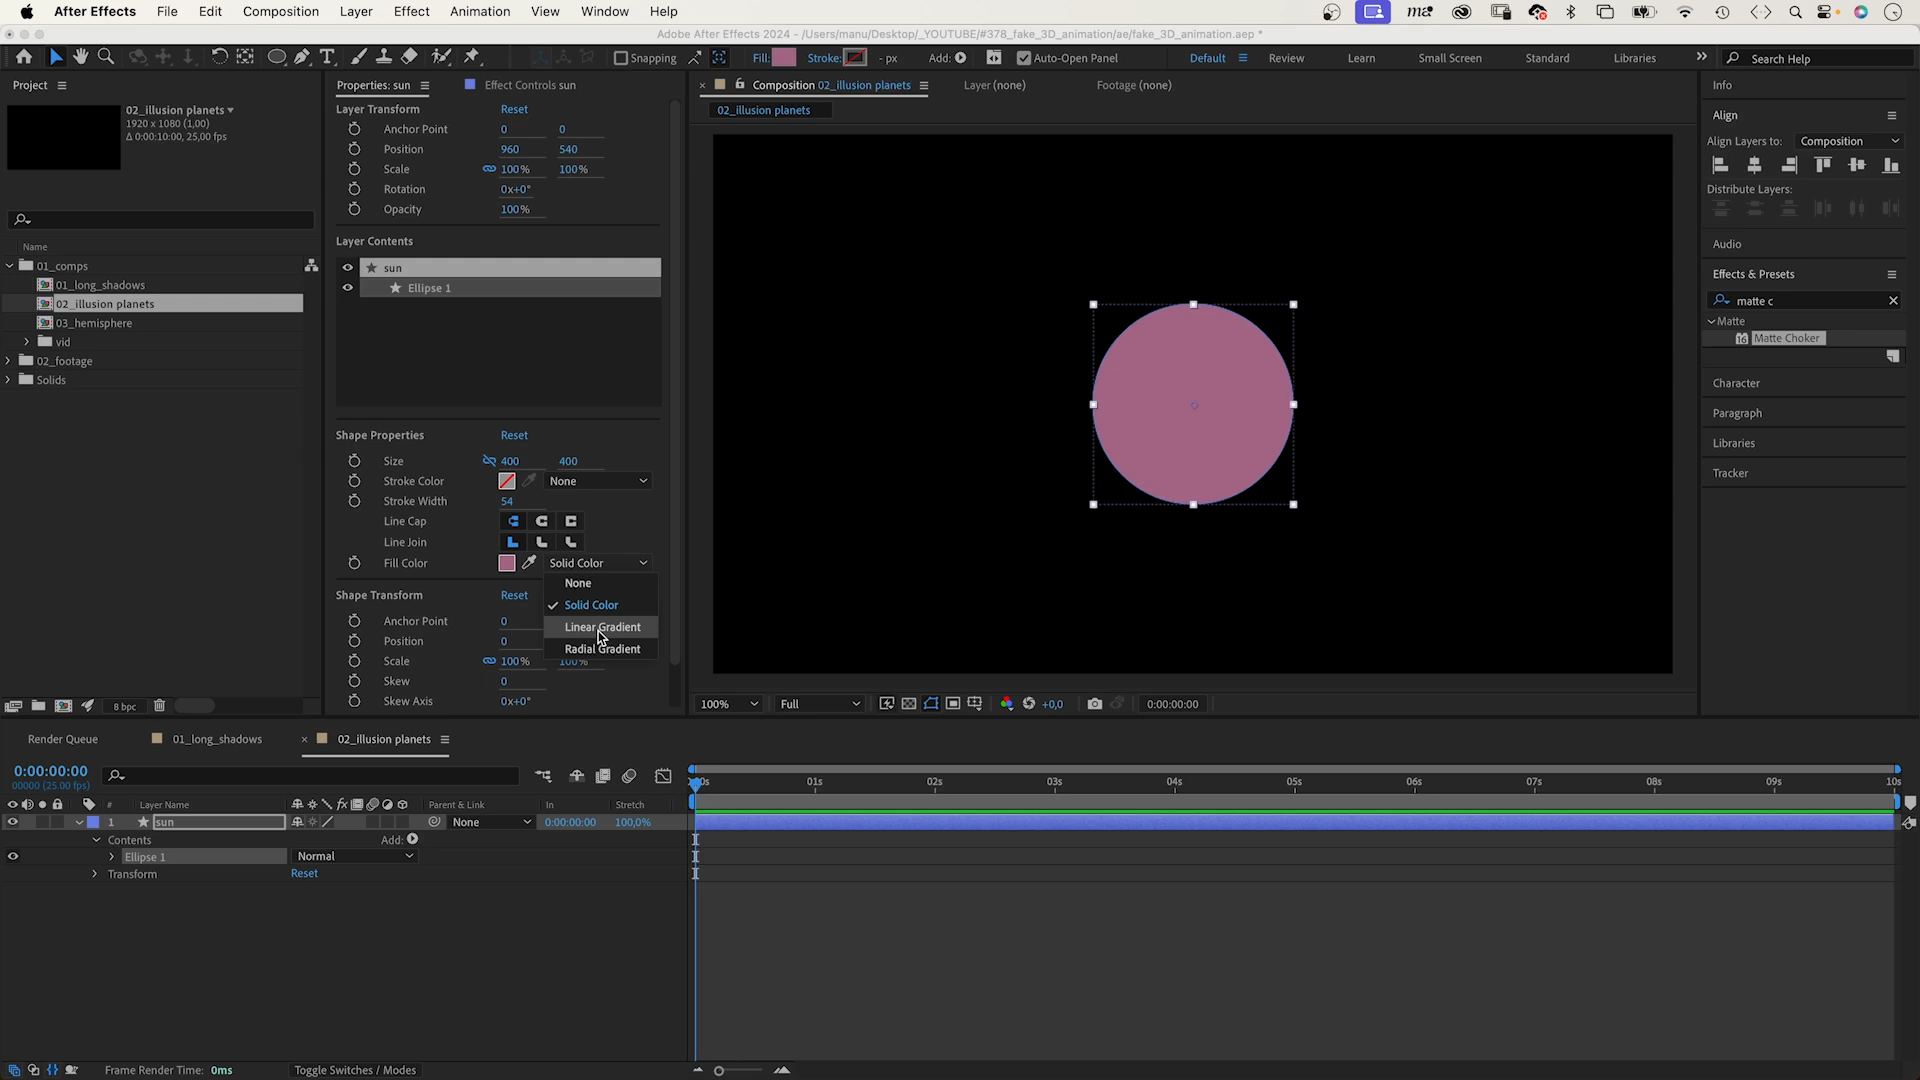 After Effects File Edit Composition Layer Effect Animation View Window Help
Adobe After Effects 2024 - /Users/manu/Desktop/_YOUTUBE/#378_fake_3D_animation/ae/fake_3D_animation.aep *
Snapping Fill: Stroke: - px Add: Auto-Open Panel Default Review Learn Small Screen Standard Libraries Search Help
Project
02_illusion planets
1920 x 1080 (1,00)
Δ 0:00:10:00, 25,00 fps
Name
01_comps
01_long_shadows
02_illusion planets
03_hemisphere
vid
02_footage
Solids
8 bpc
Properties: sun Effect Controls sun
Layer Transform Reset
Anchor Point 0 0
Position 960 540
Scale 100% 100%
Rotation 0x+0°
Opacity 100%
Layer Contents
sun
Ellipse 1
Shape Properties Reset
Size 400 400
Stroke Color None
Stroke Width 54
Line Cap
Line Join
Fill Color Solid Color
None
Solid Color
Linear Gradient
Radial Gradient
Shape Transform Reset
Anchor Point 0
Position 0
Scale 100% 100%
Skew 0
Skew Axis 0x+0°
Composition 02_illusion planets Layer (none) Footage (none)
02_illusion planets
100% Full +0,0 0:00:00:00
Info
Align
Align Layers to: Composition
Distribute Layers:
Audio
Effects & Presets
matte c
Matte
16 Matte Choker
Character
Paragraph
Libraries
Tracker
Render Queue 01_long_shadows 02_illusion planets
0:00:00:00
00000 (25.00 fps)
01s 02s 03s 04s 05s 06s 07s 08s 09s 10s
# Layer Name fx Parent & Link In Stretch
1 sun None 0:00:00:00 100,0%
Contents Add:
Ellipse 1 Normal
Transform Reset
Frame Render Time: 0ms Toggle Switches / Modes